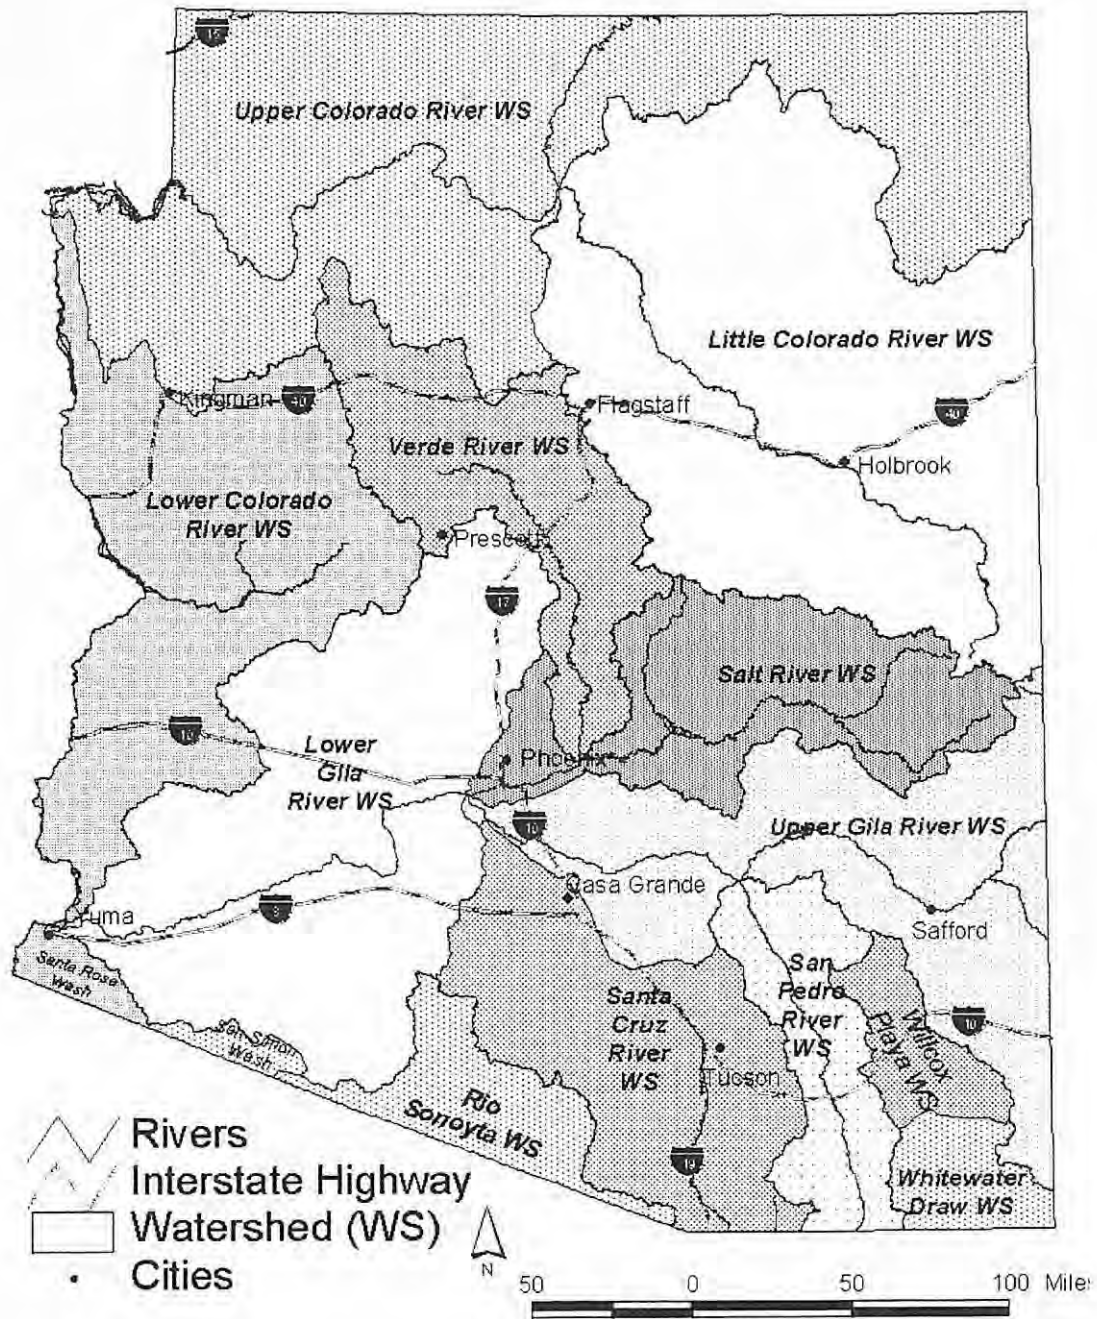 15
Upper Colorado River WS
Little Colorado River WS
Kingman
40
Flagstaff
40
Verde River WS
Holbrook
Lower Colorado
River WS
Prescott
17
Salt River WS
10
Lower
Gila
River WS
Phoenix
10
Upper Gila River WS
Casa Grande
8
Yuma
Safford
Santa Rosa
Wash
San Simon
Wash
Santa
Cruz
River
WS
San
Pedro
River
WS
Willcox
Playa WS
10
Tucson
Rio
Sonoyta WS
19
Whitewater
Draw WS
Rivers
Interstate Highway
Watershed (WS)
Cities
N
50 0 50 100 Miles